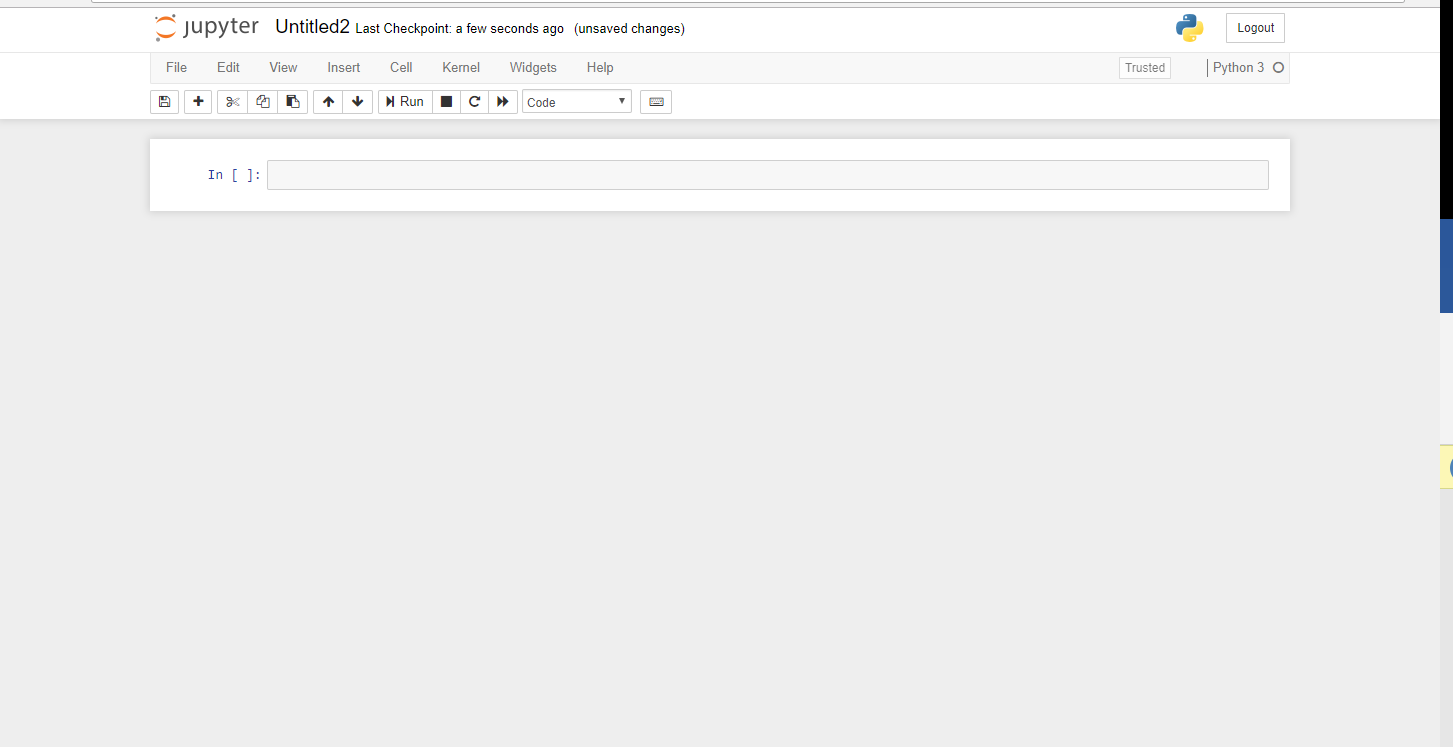 jupyter Untitled2 Last Checkpoint: a few seconds ago (unsaved changes) Logout
File Edit View Insert Cell Kernel Widgets Help Trusted Python 3
Run Code
In [ ]: